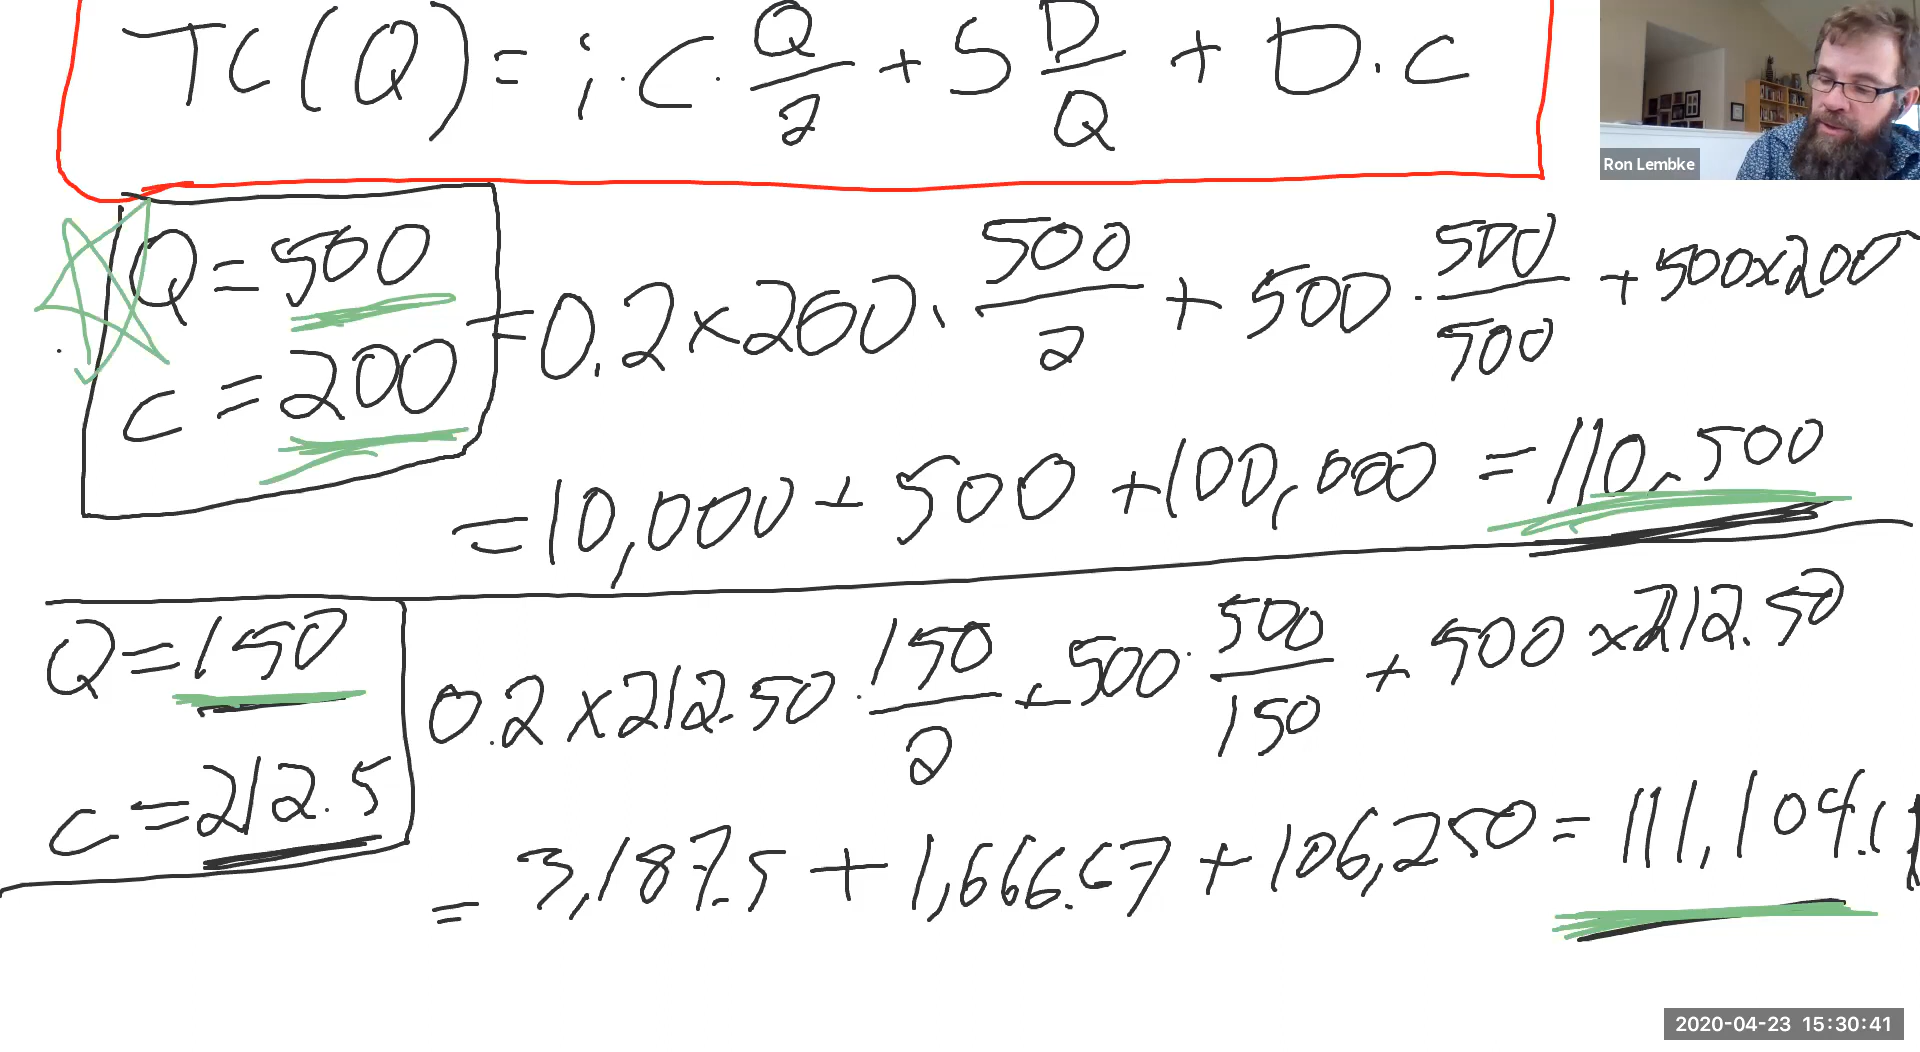 TC(Q) = i · C · Q/2 + S D/Q + D · C
Ron Lembke
Q = 500
= 0.2 × 200 · 500/2 + 500 · 500/500 + 500×200
C = 200
= 10,000 + 500 + 100,000 = 110,500
Q = 150
0.2 × 212.50 · 150/2 + 500 · 500/150 + 500 × 212.50
C = 212.5
= 3,187.5 + 1,666.67 + 106,250 = 111,104.1
2020-04-23 15:30:41